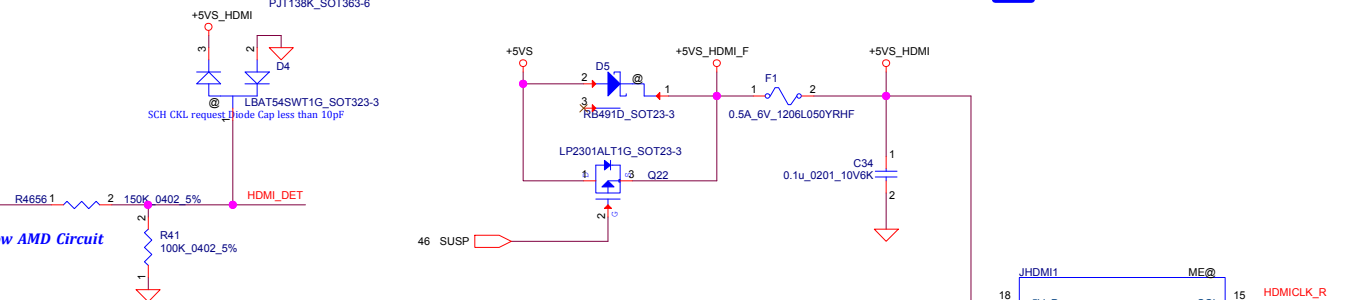 PJT138K_SOT363-6
+5VS_HDMI
3
2
D4
@
LBAT54SWT1G_SOT323-3
SCH CKL request Diode Cap less than 10pF
1
R4656
1
2
150K_0402_5%
HDMI_DET
ow AMD Circuit
2
R41
100K_0402_5%
1
+5VS
+5VS_HDMI_F
+5VS_HDMI
D5
2
@
1
3
RB491D_SOT23-3
F1
1
2
0.5A_6V_1206L050YRHF
LP2301ALT1G_SOT23-3
1
3
Q22
2
G
46
SUSP
C34
0.1u_0201_10V6K
1
2
JHDMI1
ME@
18
15
HDMICLK_R